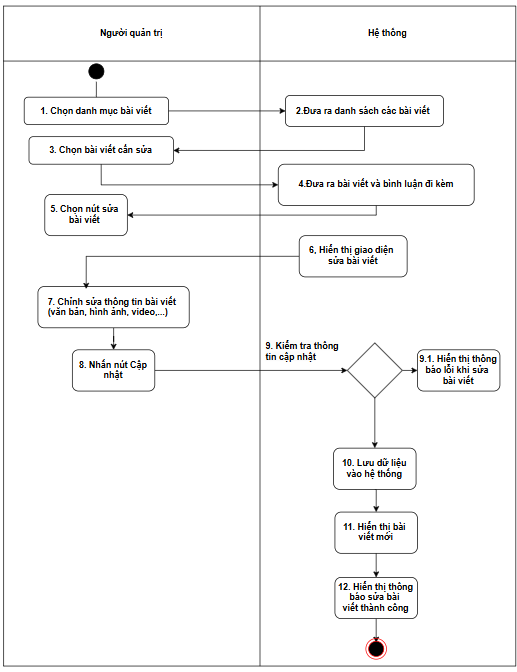 Người quản trị
Hệ thống
1. Chọn danh mục bài viết
2.Đưa ra danh sách các bài viết
3. Chọn bài viết cần sửa
4.Đưa ra bài viết và bình luận đi kèm
5. Chọn nút sửa
bài viết
6, Hiển thị giao diện
sửa bài viết
7. Chỉnh sửa thông tin bài viết
(văn bản, hình ảnh, video,...)
8. Nhấn nút Cập
nhật
9. Kiểm tra thông
tin cập nhật
9.1. Hiển thị thông
báo lỗi khi sửa
bài viết
10. Lưu dữ liệu
vào hệ thống
11. Hiển thị bài
viết mới
12. Hiển thị thông
báo sửa bài
viết thành công